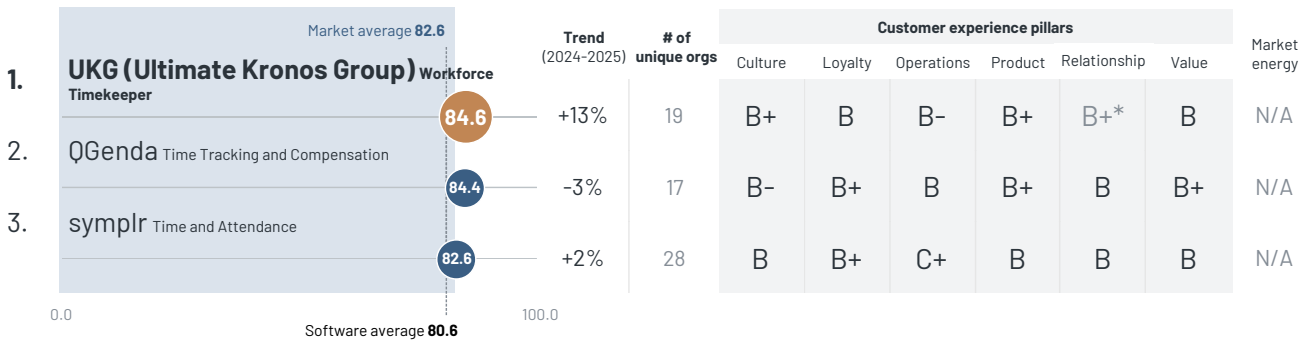 Market average 82.6
Trend
(2024-2025)
# of
unique orgs
Customer experience pillars
Culture Loyalty Operations Product Relationship Value
Market
energy
1. UKG (Ultimate Kronos Group) Workforce
Timekeeper
84.6 +13% 19 B+ B B- B+ B+* B N/A
2. QGenda Time Tracking and Compensation
84.4 -3% 17 B- B+ B B+ B B+ N/A
3. symplr Time and Attendance
82.6 +2% 28 B B+ C+ B B B N/A
0.0 100.0
Software average 80.6